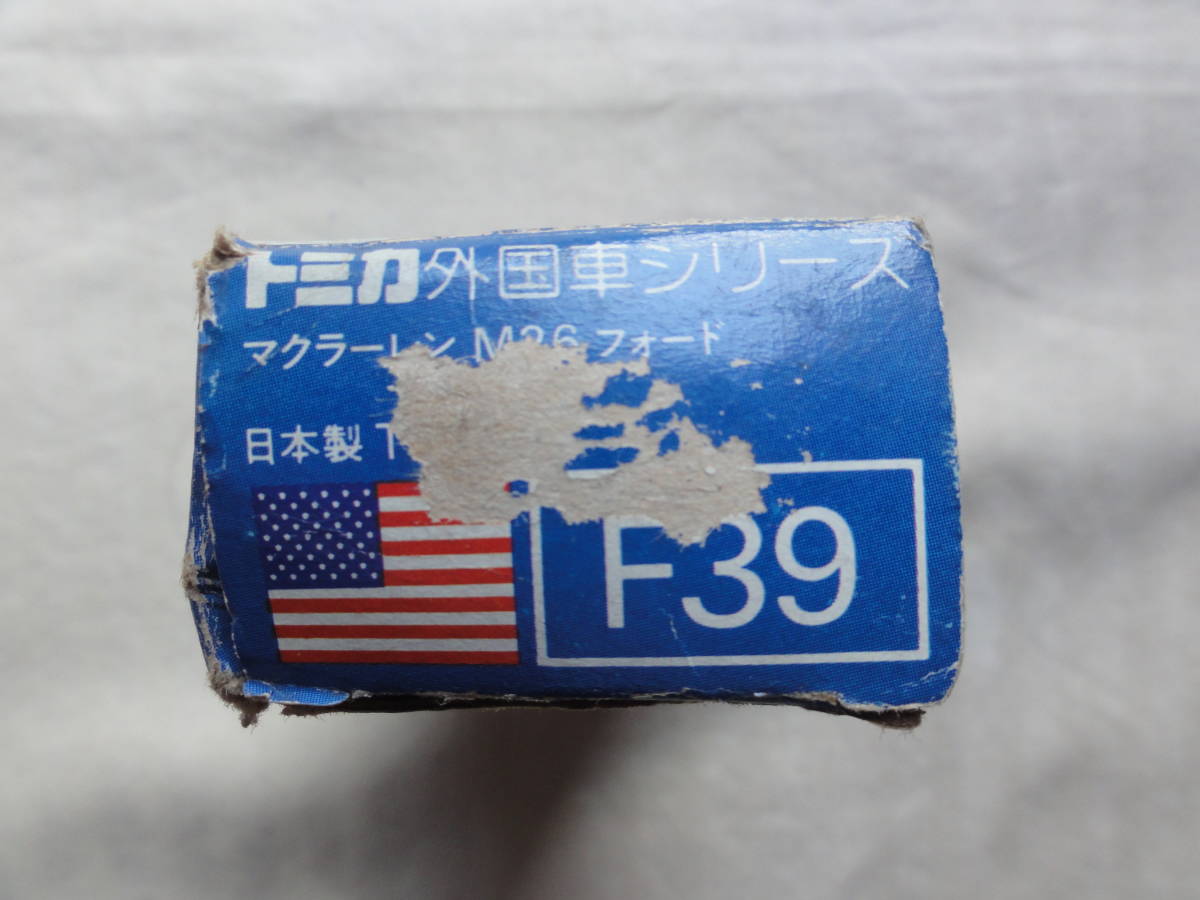 トミカ外国車シリーズ
マクラーレン M26 フォード
日本製
F39